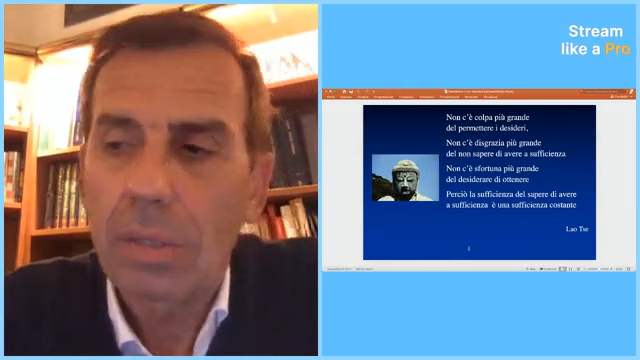 Stream
like a Pro
Non c'è colpa più grande
del permettere i desideri,
Non c'è disgrazia più grande
del non sapere di avere a sufficienza
Non c'è sfortuna più grande
del desiderare di ottenere
Perciò la sufficienza del sapere di avere
a sufficienza è una sufficienza costante
Lao Tse
1